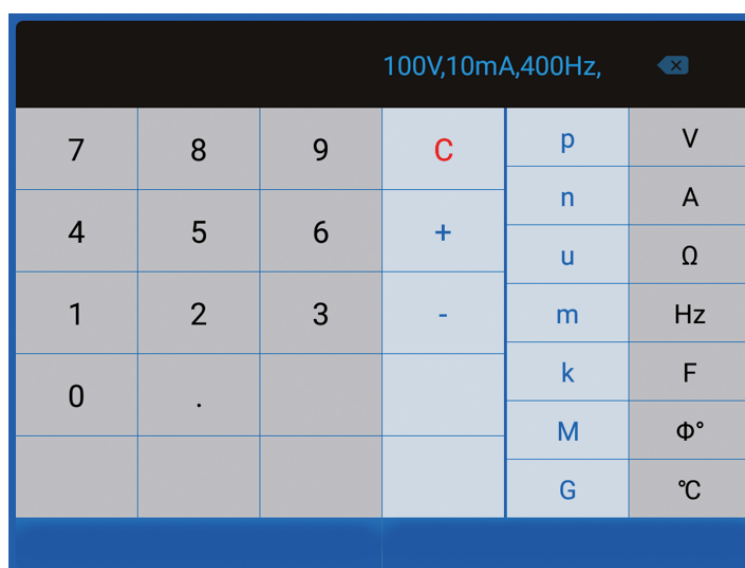 100V,10mA,400Hz,
7 8 9 C p V
n A
4 5 6 + u Ω
1 2 3 - m Hz
k F
0 . M Φ°
G ℃